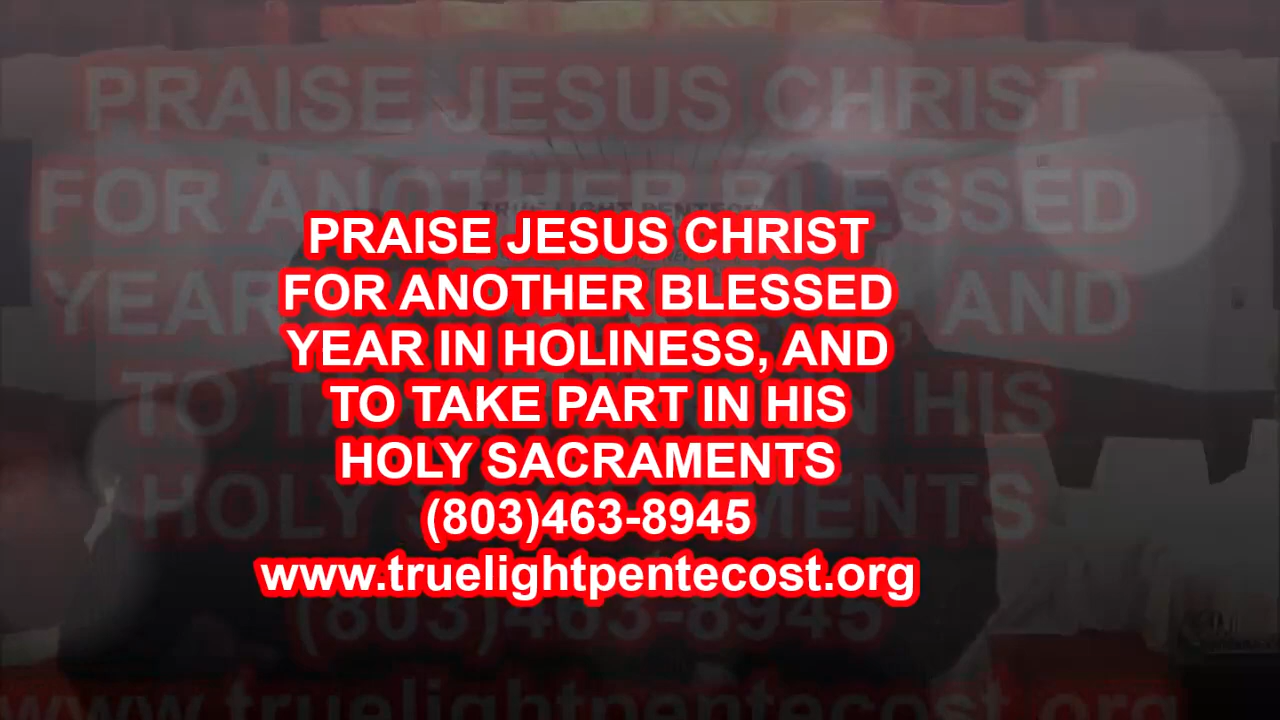 PRAISE JESUS CHRIST
FOR ANOTHER BLESSED
YEAR IN HOLINESS, AND
TO TAKE PART IN HIS
HOLY SACRAMENTS
(803)463-8945
www.truelightpentecost.org